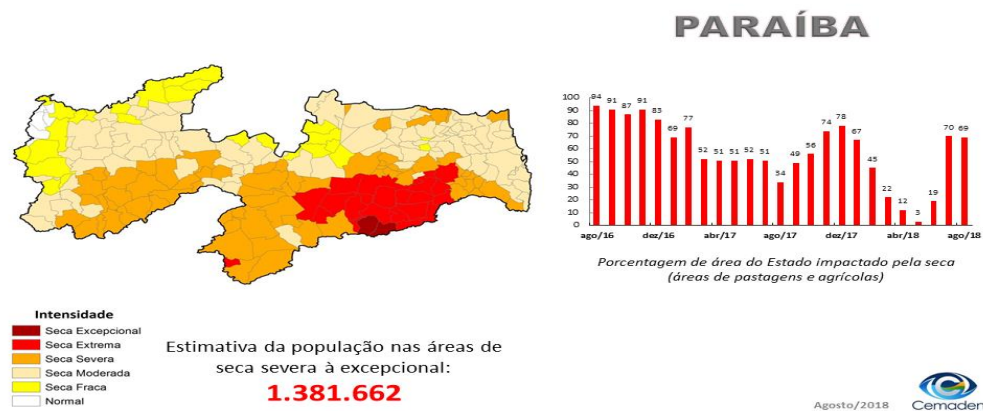 PARAÍBA
Intensidade
Seca Excepcional
Seca Extrema
Seca Severa
Seca Moderada
Seca Fraca
Normal
Estimativa da população nas áreas de
seca severa à excepcional:
1.381.662
100
90
80
70
60
50
40
30
20
10
0
94 91 87 91 83 69 77 52 51 51 52 51 34 49 56 74 78 67 45 22 12 3 19 70 69
ago/16 dez/16 abr/17 ago/17 dez/17 abr/18 ago/18
Porcentagem de área do Estado impactado pela seca
(áreas de pastagens e agrícolas)
Agosto/2018
Cemaden